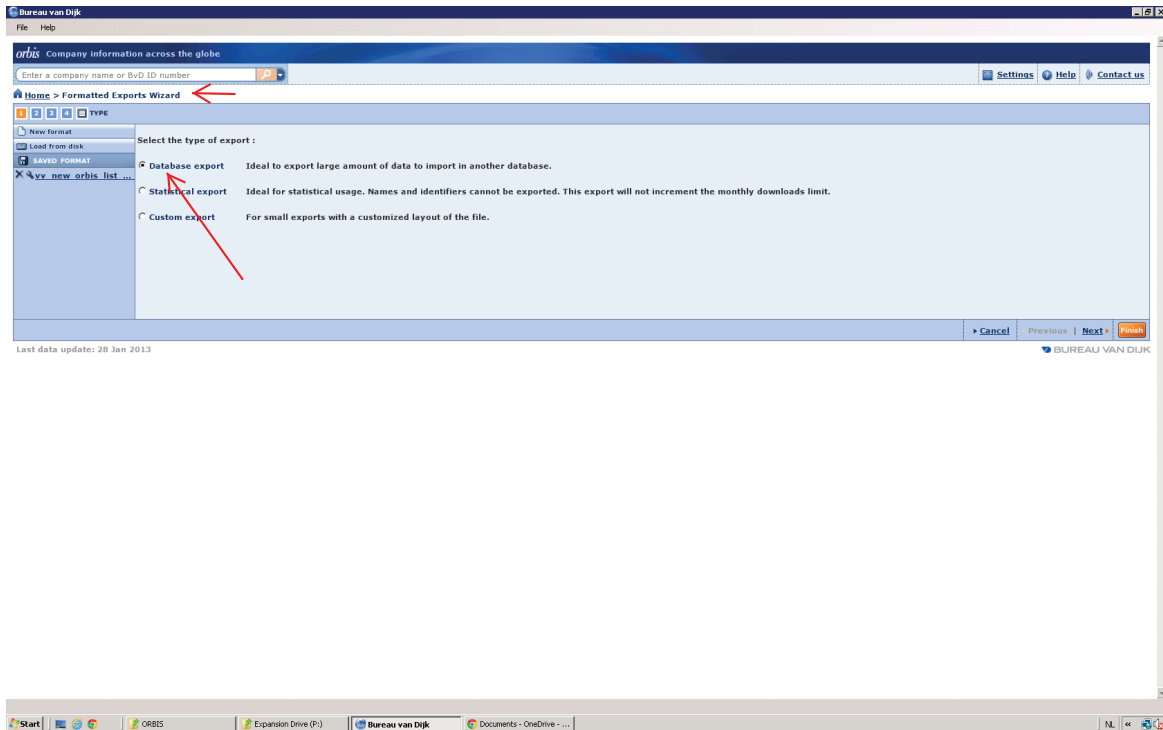 Bureau van Dijk
File Help
orbis Company information across the globe
Enter a company name or BvD ID number
Settings Help Contact us
Home > Formatted Exports Wizard
1 2 3 4 TYPE
New format
Load from disk
SAVED FORMAT
vv new orbis list ...
Select the type of export :
Database export Ideal to export large amount of data to import in another database.
Statistical export Ideal for statistical usage. Names and identifiers cannot be exported. This export will not increment the monthly downloads limit.
Custom export For small exports with a customized layout of the file.
Cancel Previous | Next Finish
Last data update: 28 Jan 2013
BUREAU VAN DIJK
Start ORBIS Expansion Drive (P:) Bureau van Dijk Documents - OneDrive - ... NL «